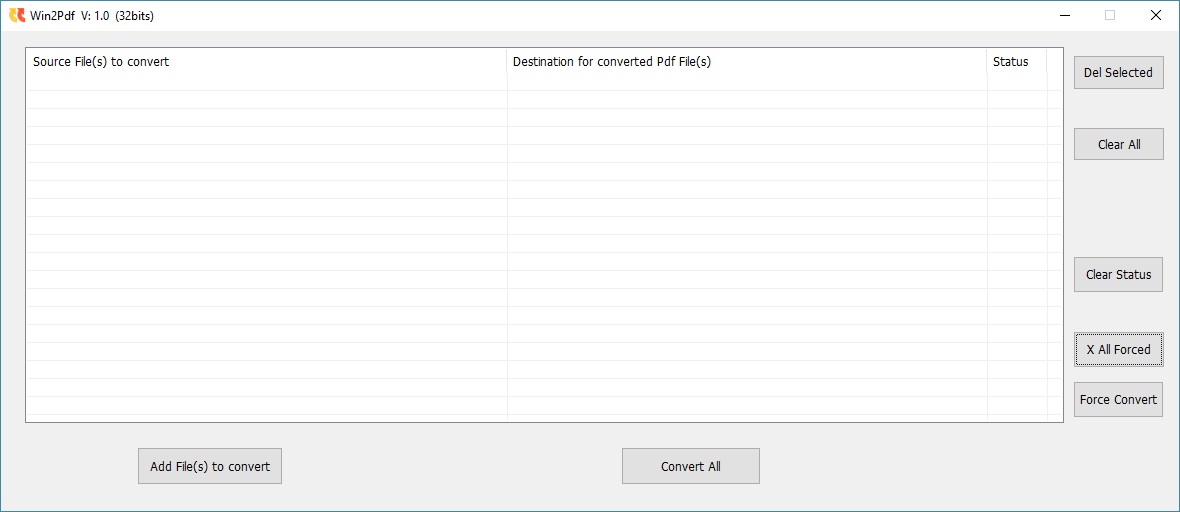 Win2Pdf  V: 1.0  (32bits)
Source File(s) to convert
Destination for converted Pdf File(s)
Status
Del Selected
Clear All
Clear Status
X All Forced
Force Convert
Add File(s) to convert
Convert All